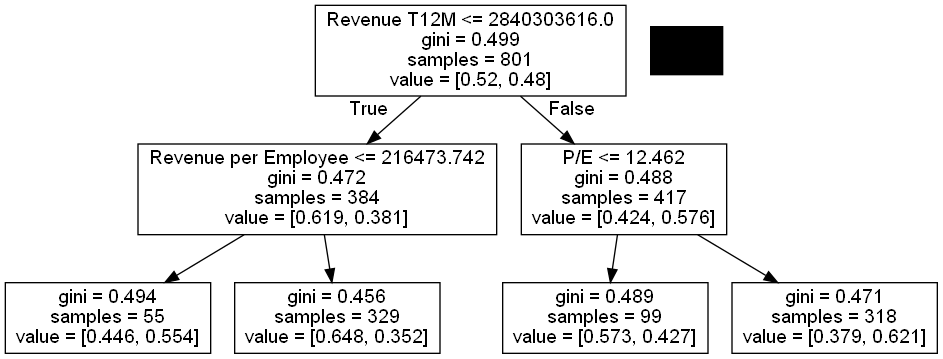 Revenue T12M <= 2840303616.0
gini = 0.499
samples = 801
value = [0.52, 0.48]
True
False
Revenue per Employee <= 216473.742
gini = 0.472
samples = 384
value = [0.619, 0.381]
P/E <= 12.462
gini = 0.488
samples = 417
value = [0.424, 0.576]
gini = 0.494
samples = 55
value = [0.446, 0.554]
gini = 0.456
samples = 329
value = [0.648, 0.352]
gini = 0.489
samples = 99
value = [0.573, 0.427]
gini = 0.471
samples = 318
value = [0.379, 0.621]